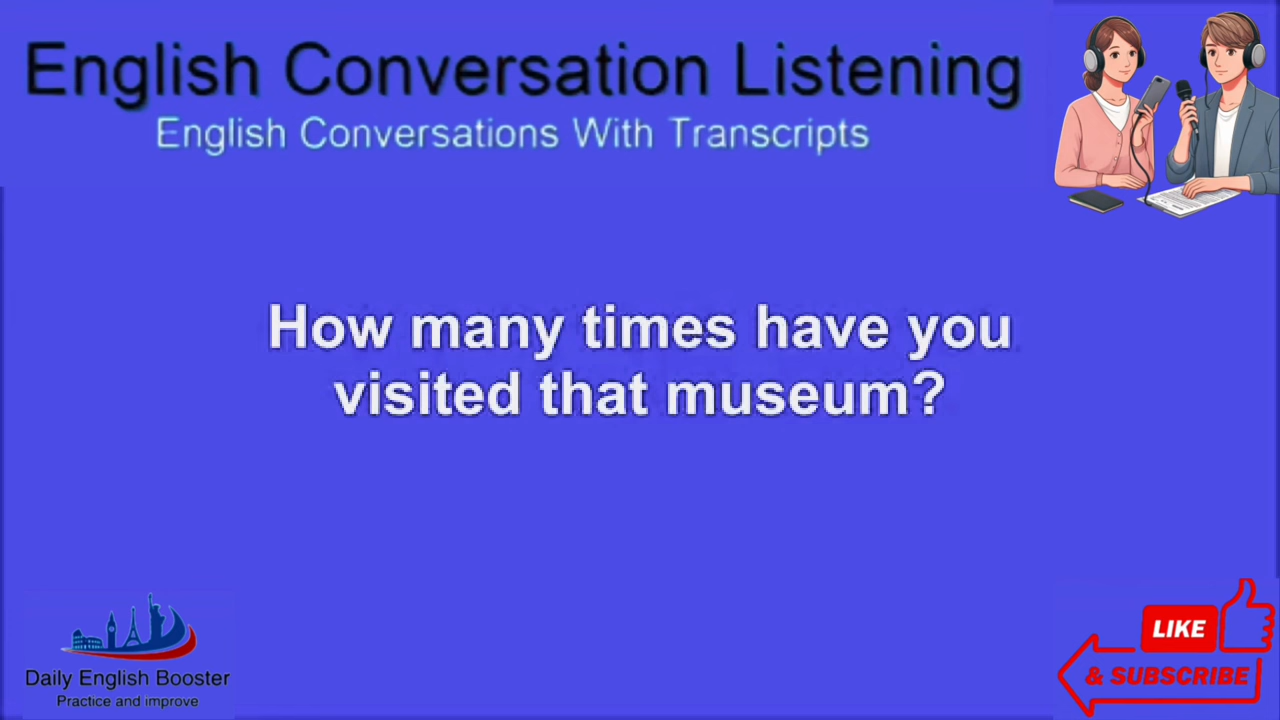 English Conversation Listening
English Conversations With Transcripts
How many times have you
visited that museum?
Daily English Booster
Practice and improve
LIKE
& SUBSCRIBE